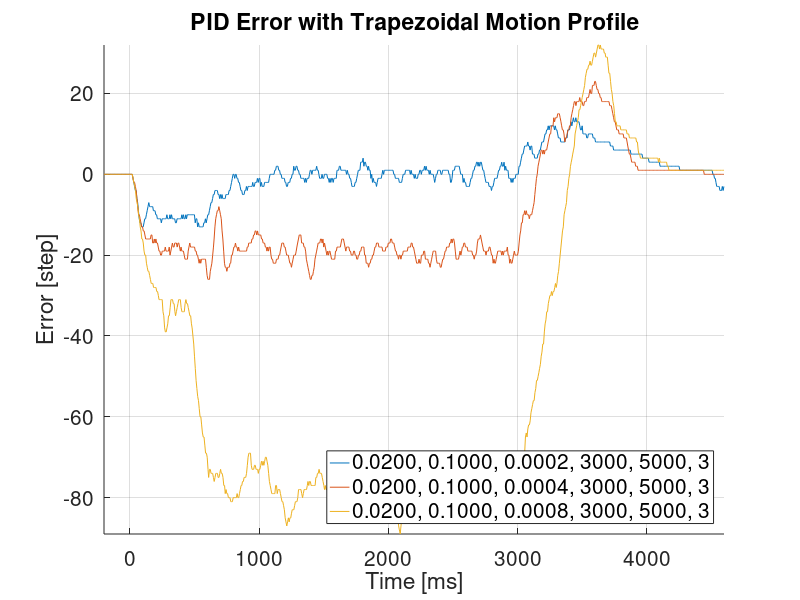 PID Error with Trapezoidal Motion Profile
20
0
-20
-40
-60
-80
Error [step]
0.0200, 0.1000, 0.0002, 3000, 5000, 3
0.0200, 0.1000, 0.0004, 3000, 5000, 3
0.0200, 0.1000, 0.0008, 3000, 5000, 3
0 1000 2000 3000 4000
Time [ms]